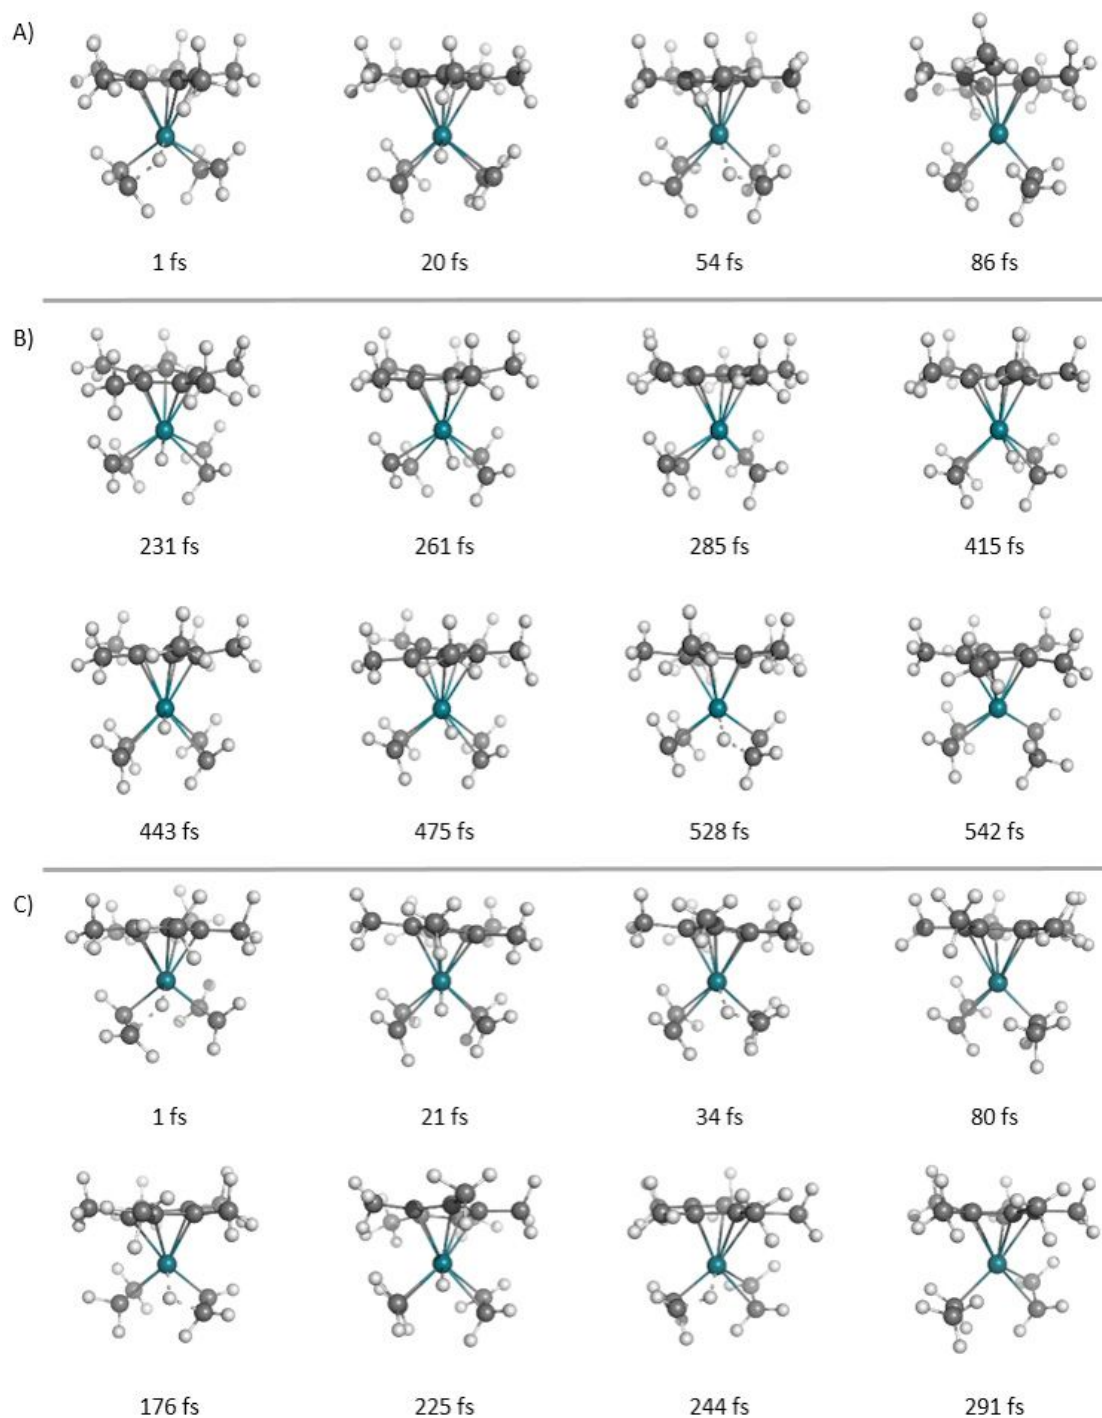 A)
1 fs 20 fs 54 fs 86 fs
B)
231 fs 261 fs 285 fs 415 fs
443 fs 475 fs 528 fs 542 fs
C)
1 fs 21 fs 34 fs 80 fs
176 fs 225 fs 244 fs 291 fs